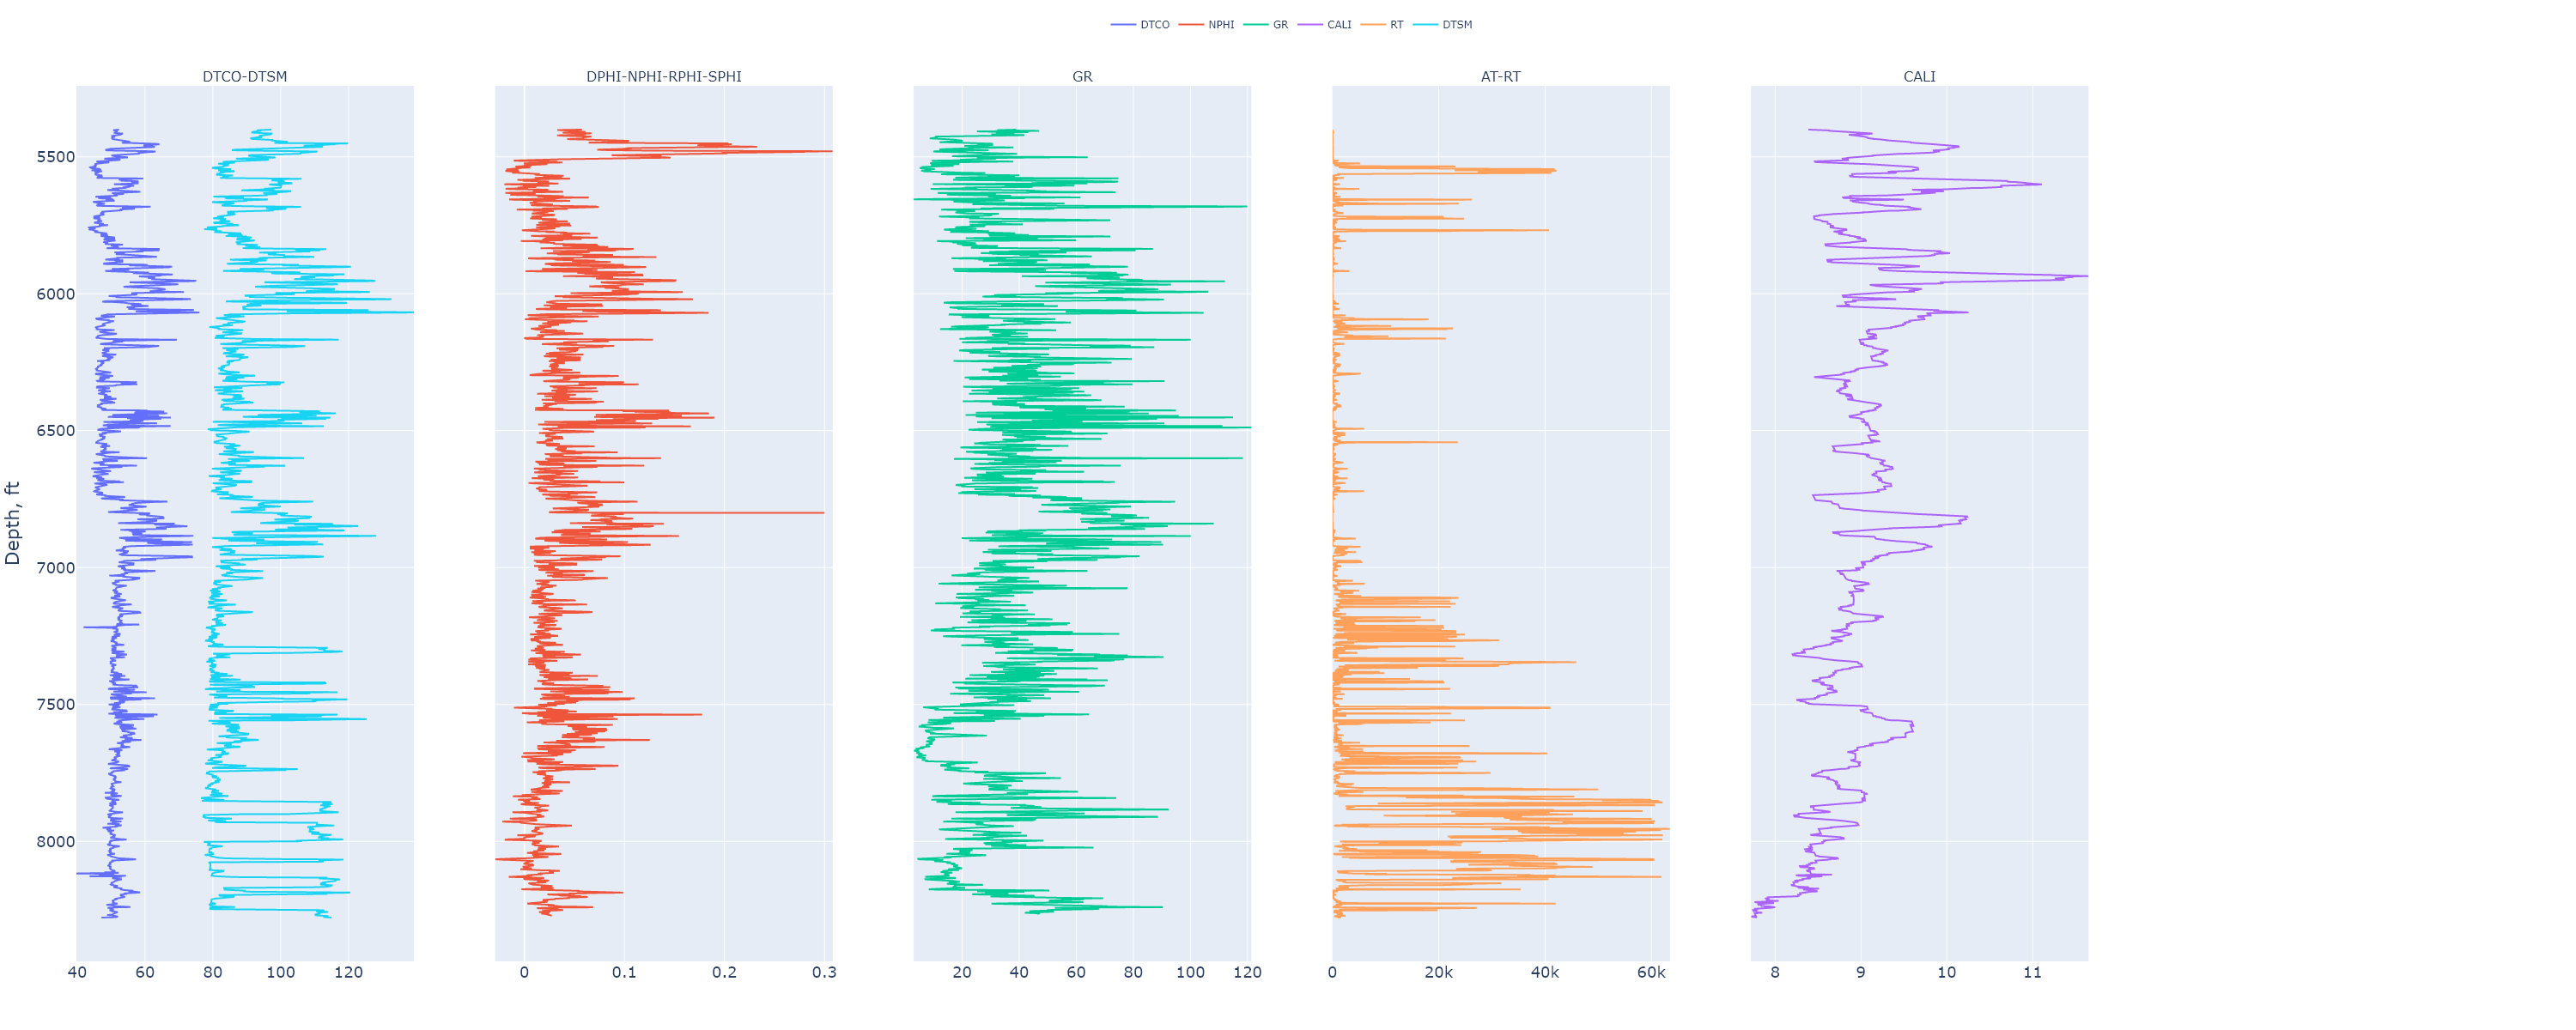 DTCO NPHI GR CALI RT DTSM
DTCO-DTSM DPHI-NPHI-RPHI-SPHI GR AT-RT CALI
Depth, ft
5500
6000
6500
7000
7500
8000
40 60 80 100 120
0 0.1 0.2 0.3
20 40 60 80 100 120
0 20k 40k 60k
8 9 10 11